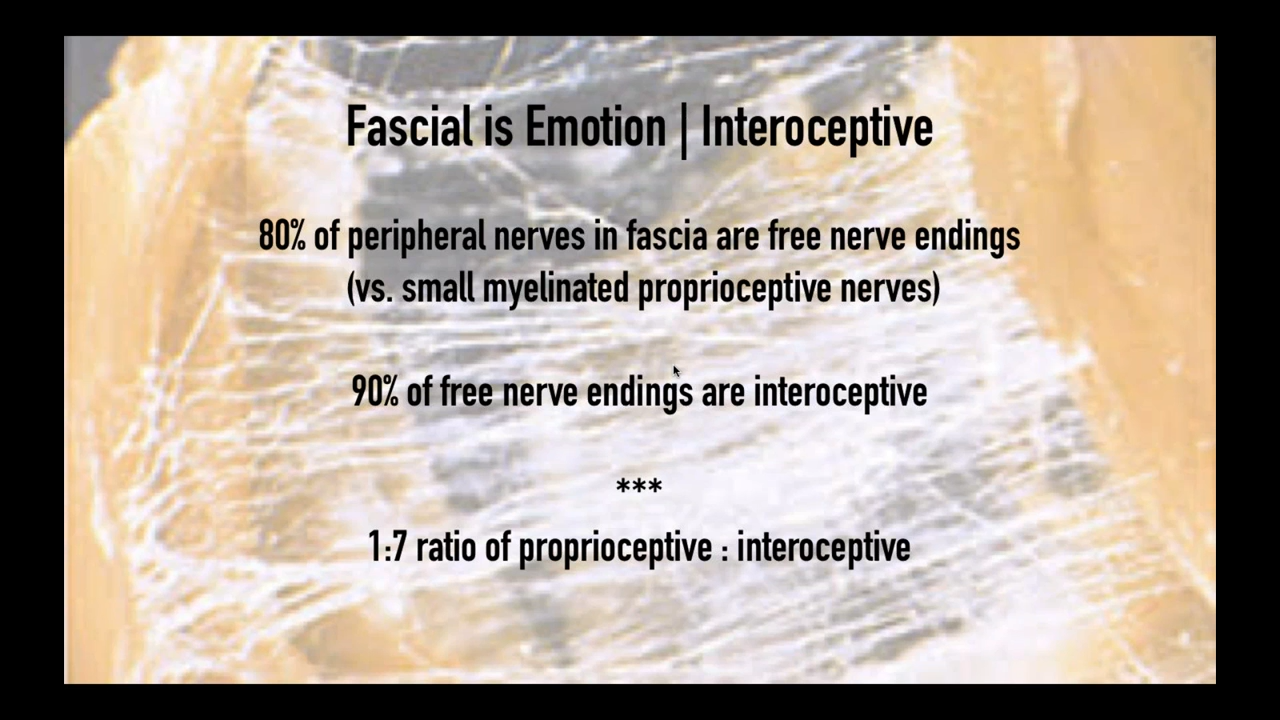 Fascial is Emotion | Interoceptive
80% of peripheral nerves in fascia are free nerve endings
(vs. small myelinated proprioceptive nerves)
90% of free nerve endings are interoceptive
***
1:7 ratio of proprioceptive : interoceptive